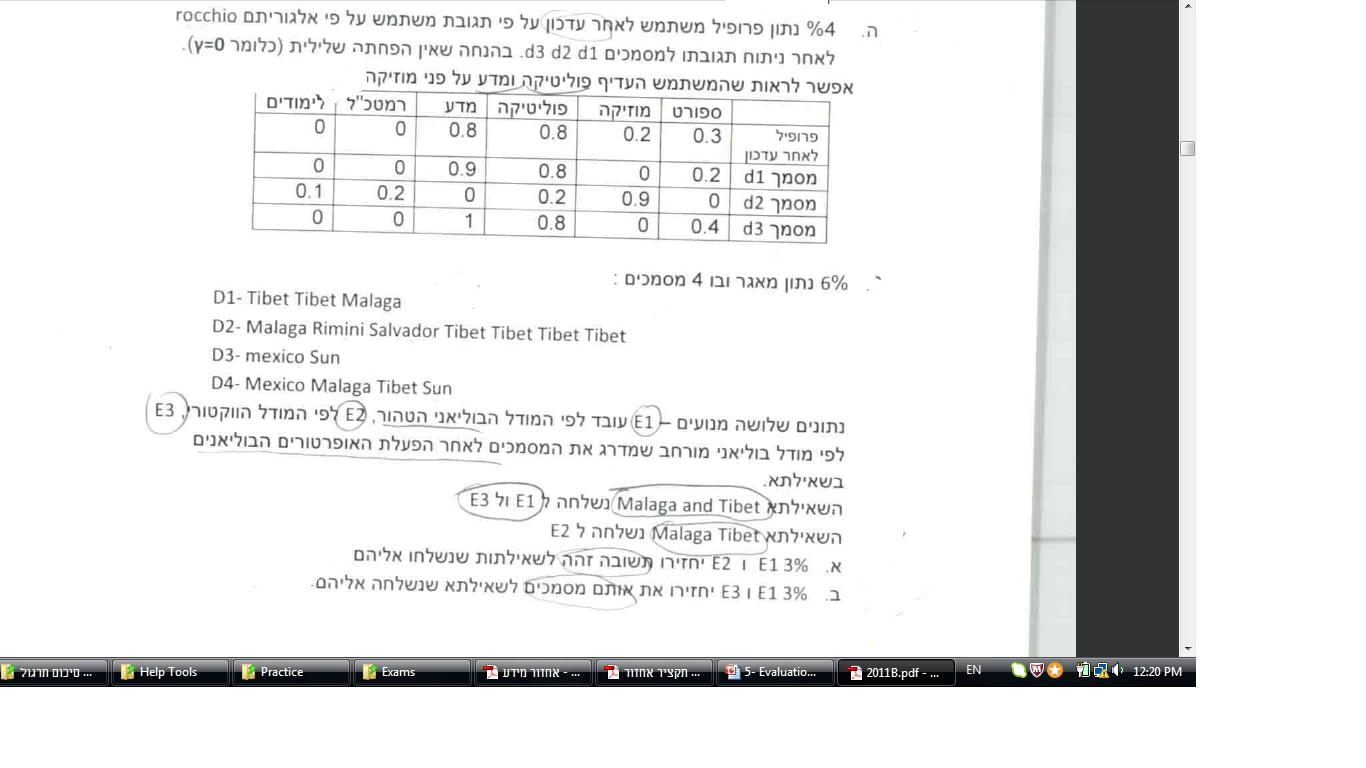 ה. 4% נתון פרופיל משתמש לאחר עדכון על פי תגובת משתמש על פי אלגוריתם rocchio
לאחר ניתוח תגובתו למסמכים d3 d2 d1. בהנחה שאין הפחתה שלילית (כלומר γ=0).
אפשר לראות שהמשתמש העדיף פוליטיקה ומדע על פני מוזיקה
ספורט מוזיקה פוליטיקה מדע רמטכ"ל לימודים
פרופיל לאחר עדכון 0.3 0.2 0.8 0.8 0 0
מסמך d1 0.2 0 0.8 0.9 0 0
מסמך d2 0 0.9 0.2 0 0.2 0.1
מסמך d3 0.4 0 0.8 1 0 0
6% נתון מאגר ובו 4 מסמכים :
D1- Tibet Tibet Malaga
D2- Malaga Rimini Salvador Tibet Tibet Tibet Tibet
D3- mexico Sun
D4- Mexico Malaga Tibet Sun
נתונים שלושה מנועים – E1 עובד לפי המודל הבוליאני הטהור, E2 לפי המודל הווקטורי, E3
לפי מודל בוליאני מורחב שמדרג את המסמכים לאחר הפעלת האופרטורים הבוליאנים
בשאילתא.
השאילתא Malaga and Tibet נשלחה ל E1 ול E3
השאילתא Malaga Tibet נשלחה ל E2
א. 3% E1 ו E2 יחזירו תשובה זהה לשאילתות שנשלחו אליהם
ב. 3% E1 ו E3 יחזירו את אותם מסמכים לשאילתא שנשלחה אליהם.
סיכום תרגול ...
Help Tools
Practice
Exams
אחזור מידע - ...
תקציר אחזור ...
5- Evaluatio...
2011B.pdf - ...
EN
12:20 PM